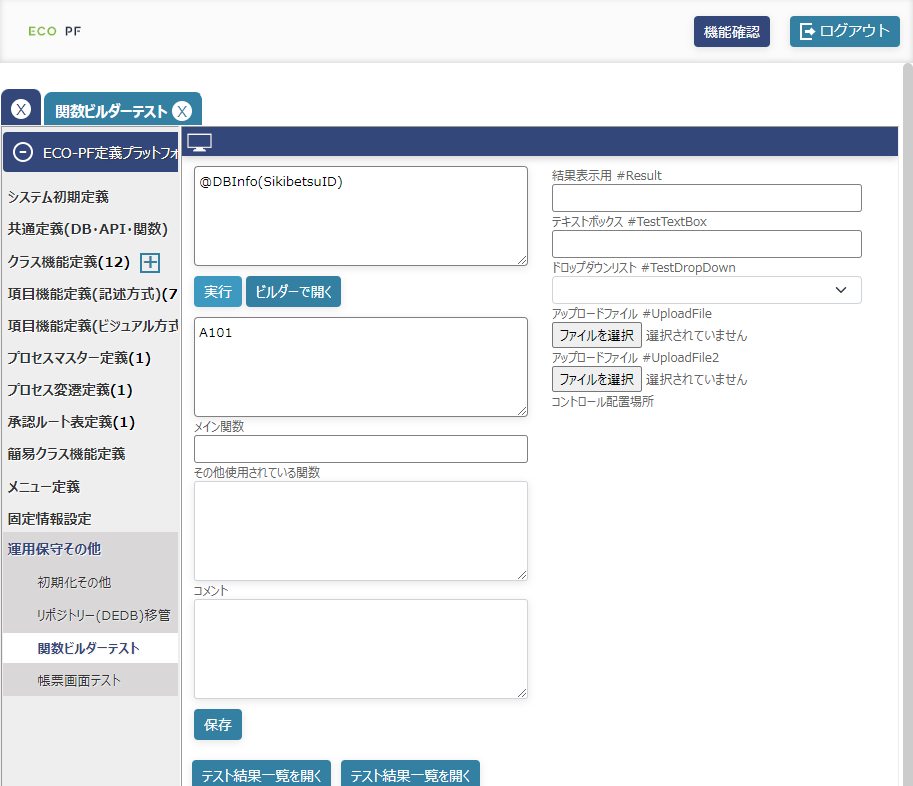 ECO PF
機能確認
ログアウト
X
関数ビルダーテスト X
ECO-PF定義プラットフォ
システム初期定義
共通定義(DB・API・関数)
クラス機能定義(12)
項目機能定義(記述方式)(7
項目機能定義(ビジュアル方式
プロセスマスター定義(1)
プロセス変遷定義(1)
承認ルート表定義(1)
簡易クラス機能定義
メニュー定義
固定情報設定
運用保守その他
初期化その他
リポジトリー(DEDB)移管
関数ビルダーテスト
帳票画面テスト
@DBInfo(SikibetsuID)
実行
ビルダーで開く
A101
メイン関数
その他使用されている関数
コメント
保存
テスト結果一覧を開く
テスト結果一覧を開く
結果表示用 #Result
テキストボックス #TestTextBox
ドロップダウンリスト #TestDropDown
アップロードファイル #UploadFile
ファイルを選択 選択されていません
アップロードファイル #UploadFile2
ファイルを選択 選択されていません
コントロール配置場所